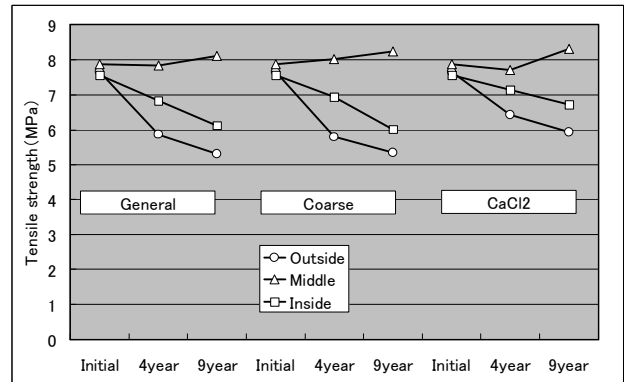 Tensile strength(MPa)
9
8
7
6
5
4
3
2
1
0
General
Coarse
CaCl2
Outside
Middle
Inside
Initial 4year 9year Initial 4year 9year Initial 4year 9year